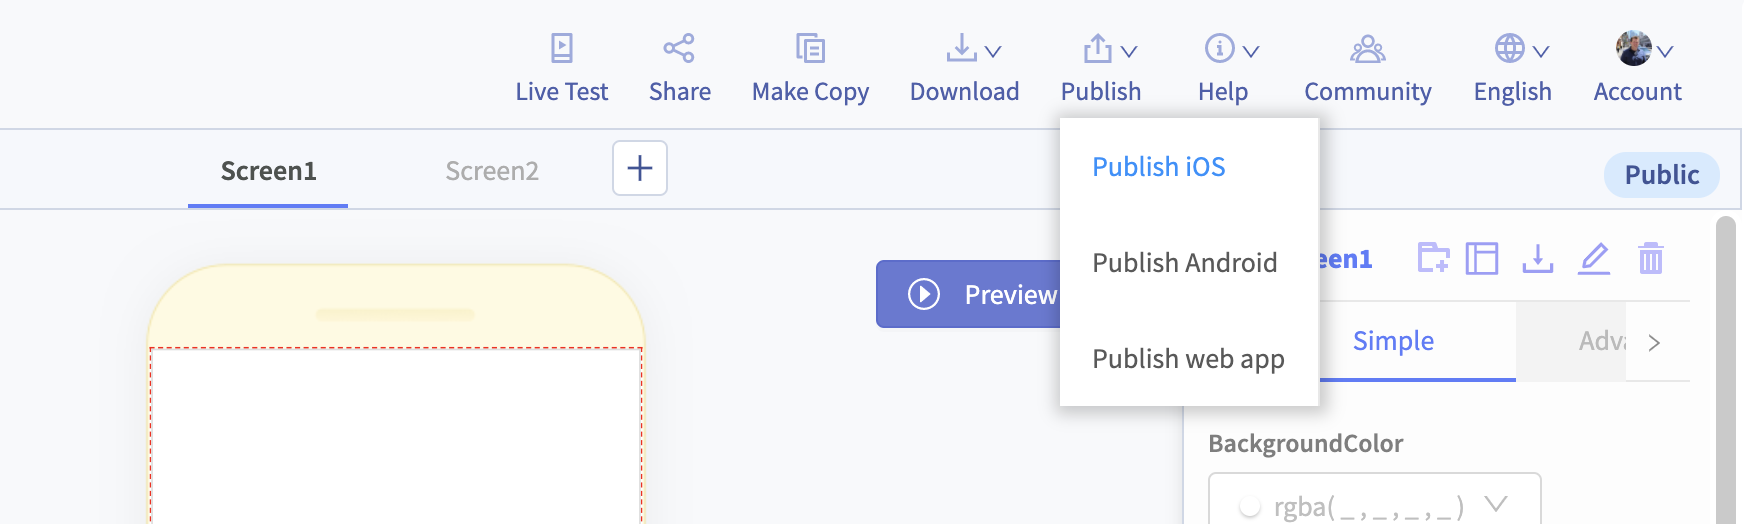 Live Test Share Make Copy Download Publish Help Community English Account
Screen1 Screen2
Public
Publish iOS
Publish Android
Publish web app
Preview
een1
Simple Adva
BackgroundColor
rgba( _ , _ , _ , _ )